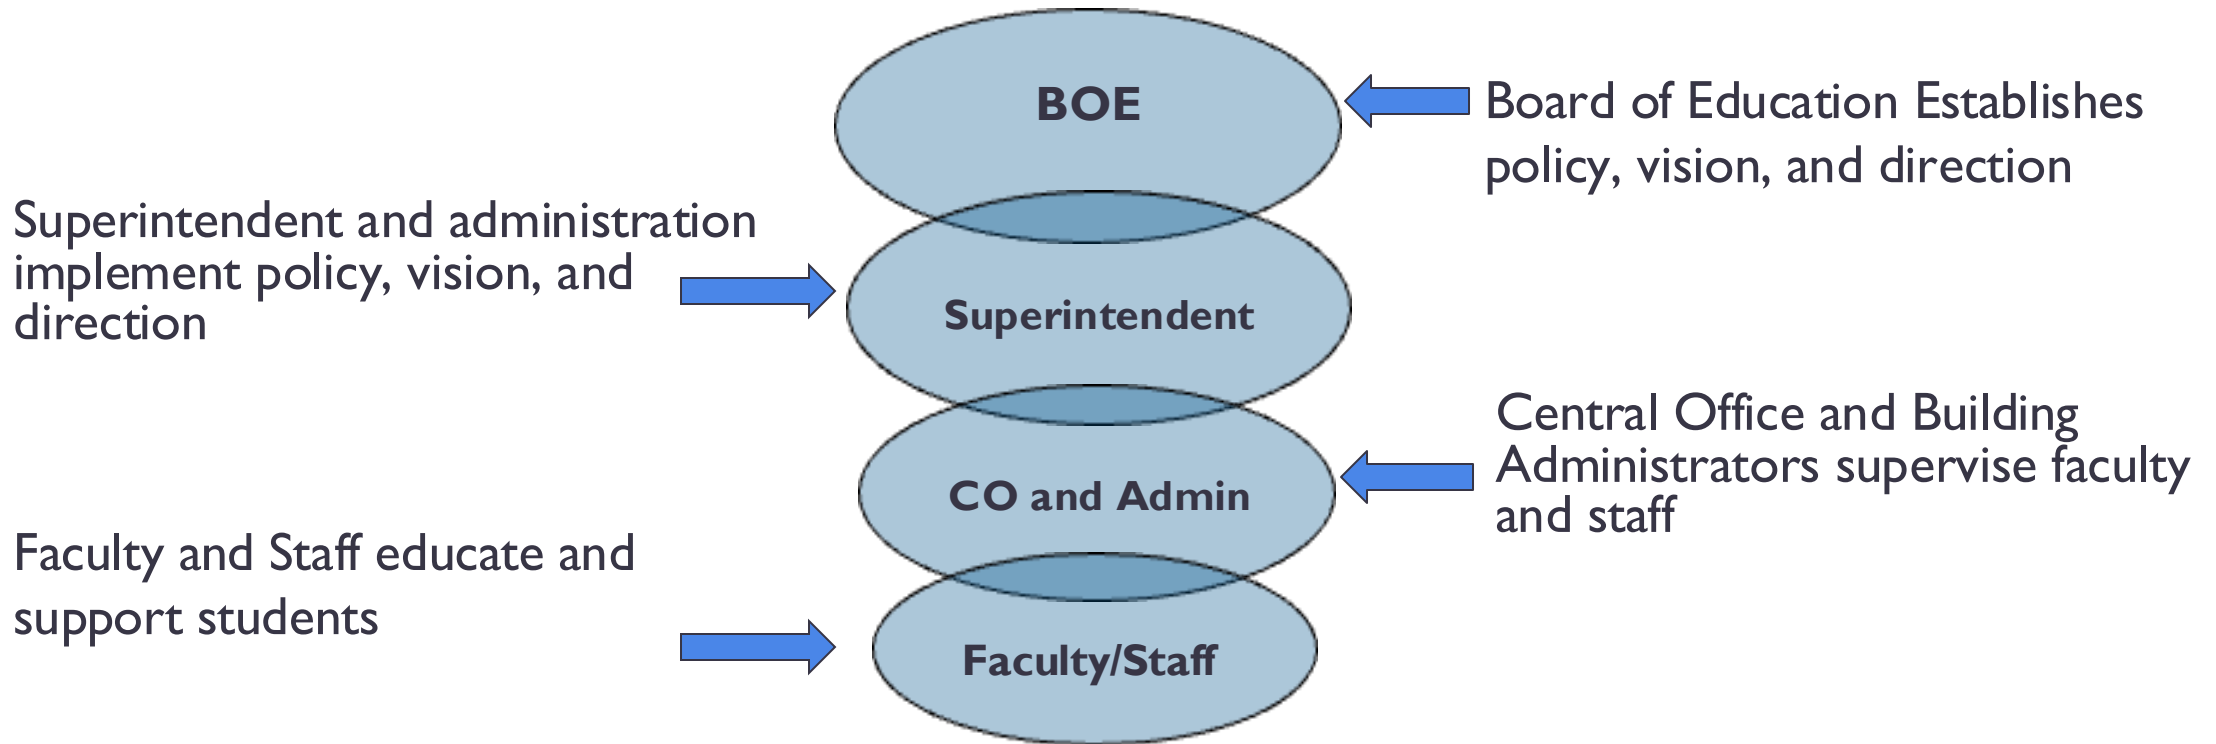 BOE
Board of Education Establishes
policy, vision, and direction
Superintendent and administration
implement policy, vision, and
direction
Superintendent
Central Office and Building
Administrators supervise faculty
and staff
CO and Admin
Faculty and Staff educate and
support students
Faculty/Staff